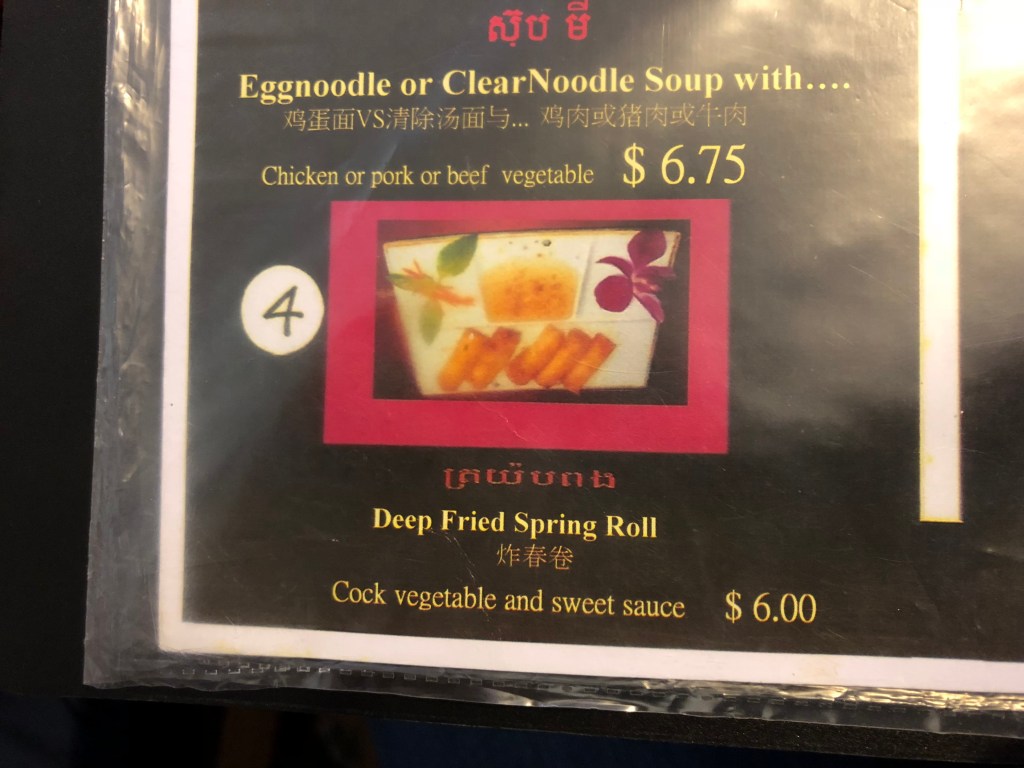 ស៊ុប មី
Eggnoodle or ClearNoodle Soup with....
鸡蛋面VS清除汤面与... 鸡肉或猪肉或牛肉
Chicken or pork or beef vegetable $ 6.75
4
ត្រយ៉បពង
Deep Fried Spring Roll
炸春卷
Cock vegetable and sweet sauce $ 6.00